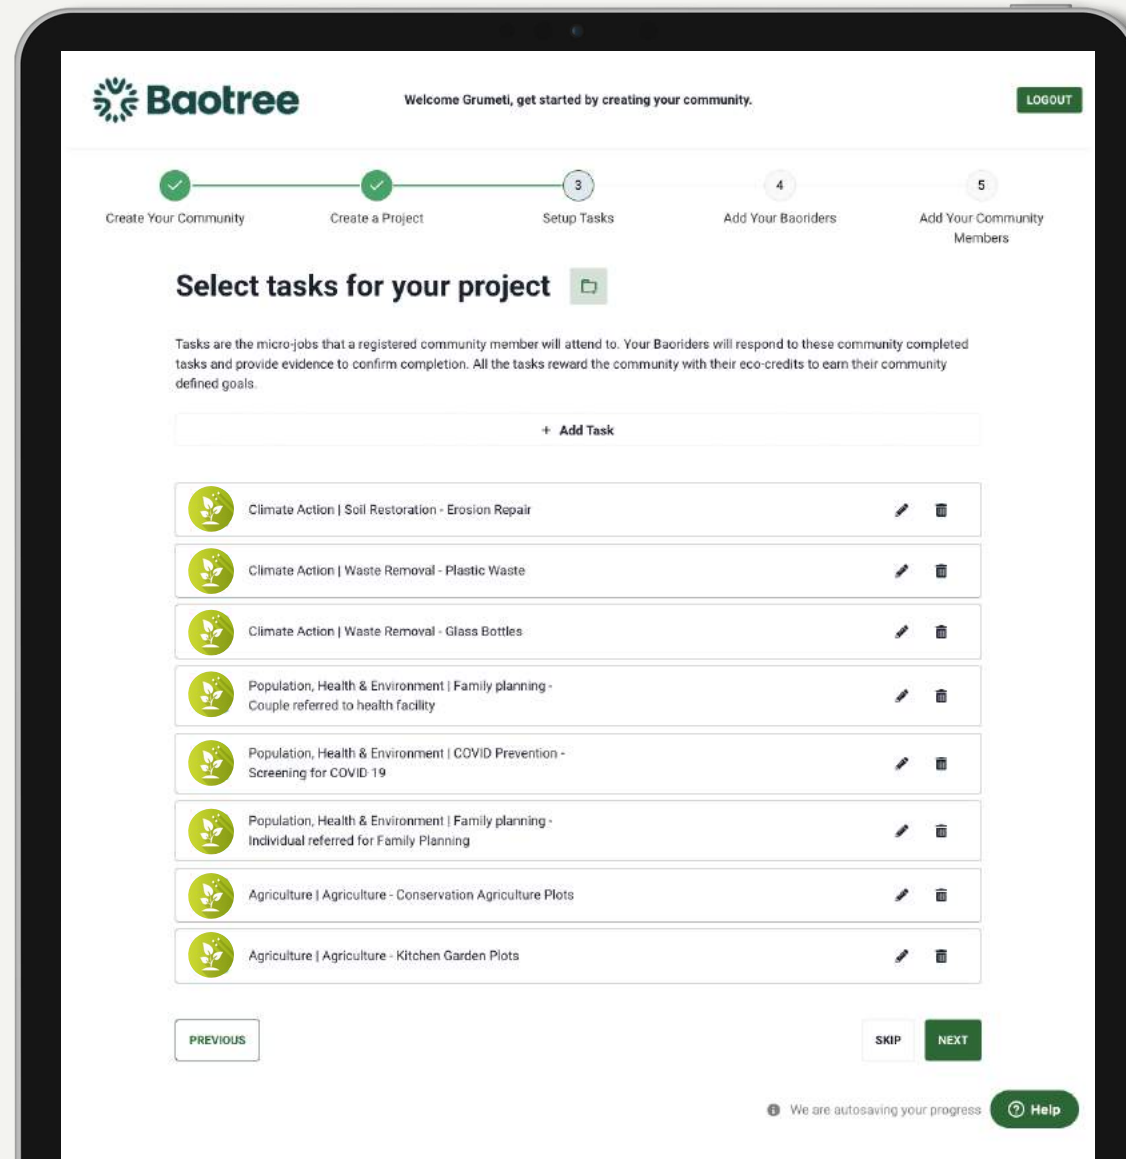 Baotree
Welcome Grumeti, get started by creating your community.
LOGOUT
3
4
5
Create Your Community
Create a Project
Setup Tasks
Add Your Baoriders
Add Your Community
Members
Select tasks for your project
Tasks are the micro-jobs that a registered community member will attend to. Your Baoriders will respond to these community completed
tasks and provide evidence to confirm completion. All the tasks reward the community with their eco-credits to earn their community
defined goals.
+ Add Task
Climate Action | Soil Restoration - Erosion Repair
Climate Action | Waste Removal - Plastic Waste
Climate Action | Waste Removal - Glass Bottles
Population, Health & Environment | Family planning -
Couple referred to health facility
Population, Health & Environment | COVID Prevention -
Screening for COVID 19
Population, Health & Environment | Family planning -
Individual referred for Family Planning
Agriculture | Agriculture - Conservation Agriculture Plots
Agriculture | Agriculture - Kitchen Garden Plots
PREVIOUS
SKIP
NEXT
We are autosaving your progress
Help